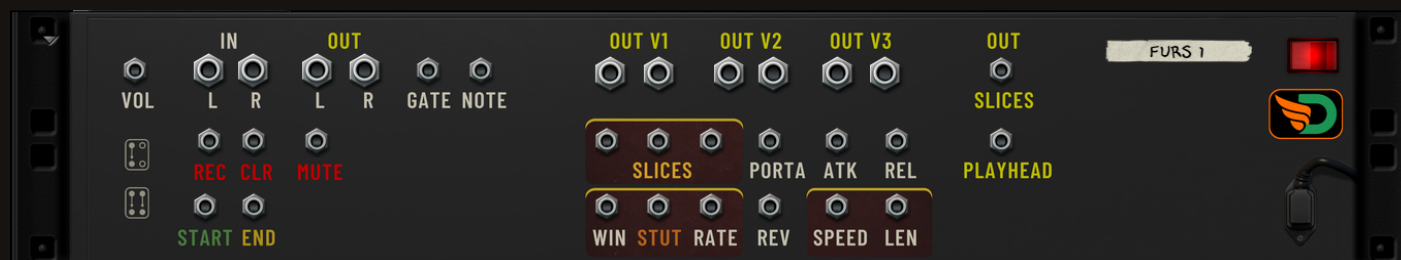 IN OUT OUT V1 OUT V2 OUT V3 OUT
FURS 1
VOL L R L R GATE NOTE SLICES
REC CLR MUTE SLICES PORTA ATK REL PLAYHEAD
START END WIN STUT RATE REV SPEED LEN